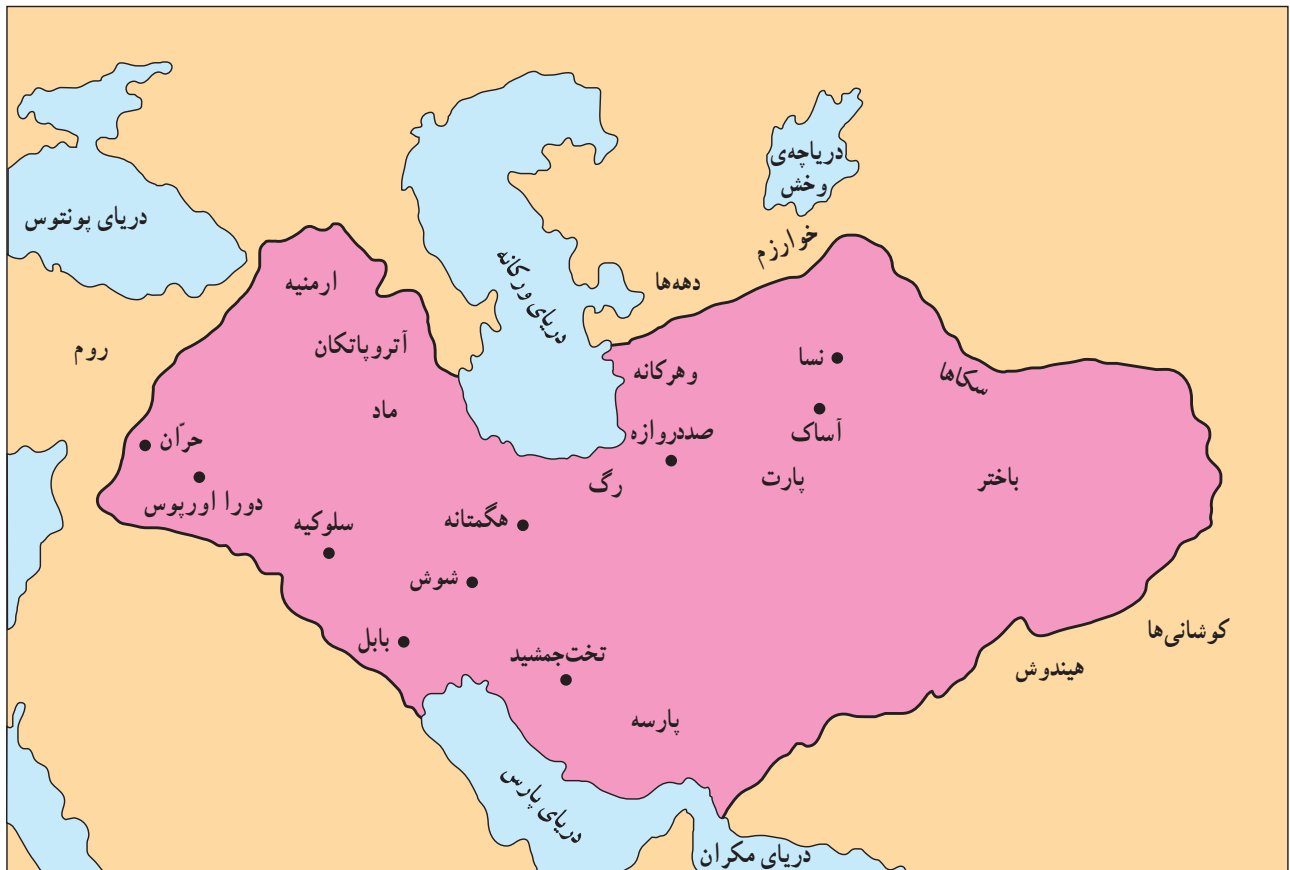 دریاچه‌ی
وخش
دریای پونتوس
خوارزم
دهه‌ها
دریای ورکانه
ارمنیه
آتروپاتکان
روم
نسا
وهرکانه
سکاها
ماد
آساک
صددروازه
حرّان
باختر
پارت
رگ
دورا اورپوس
هگمتانه
سلوکیه
شوش
کوشانی‌ها
بابل
تخت‌جمشید
هیندوش
پارسه
دریای پارس
دریای مکران